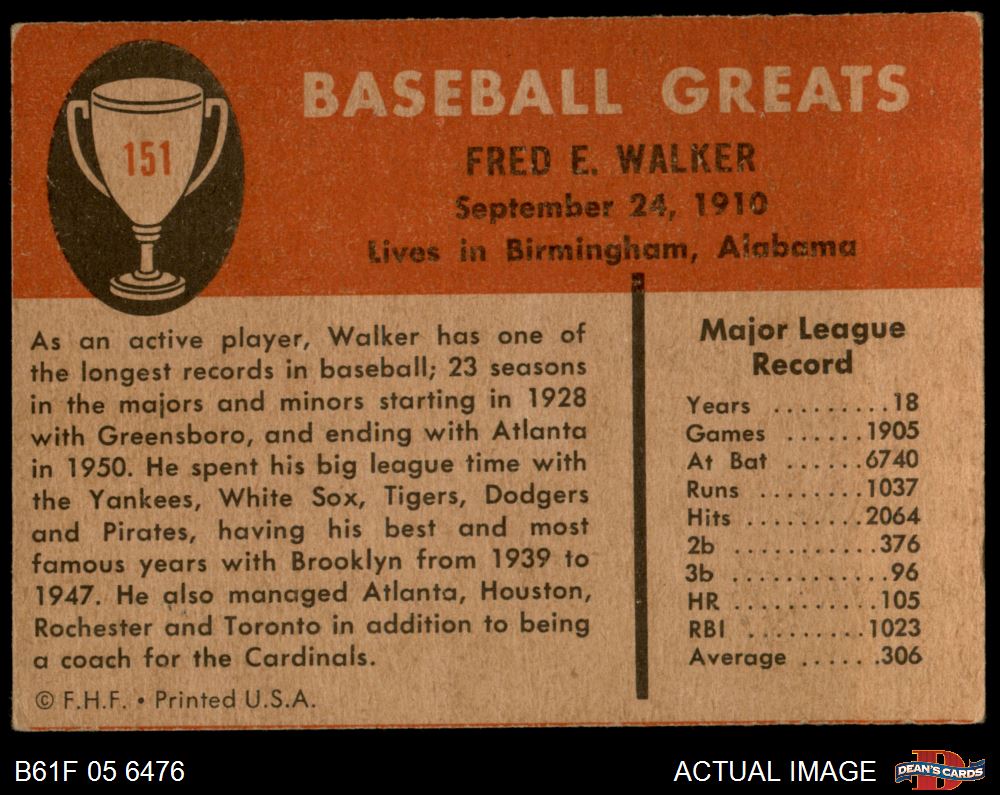 BASEBALL GREATS
151
FRED E. WALKER
September 24, 1910
Lives in Birmingham, Alabama
As an active player, Walker has one of
the longest records in baseball; 23 seasons
in the majors and minors starting in 1928
with Greensboro, and ending with Atlanta
in 1950. He spent his big league time with
the Yankees, White Sox, Tigers, Dodgers
and Pirates, having his best and most
famous years with Brooklyn from 1939 to
1947. He also managed Atlanta, Houston,
Rochester and Toronto in addition to being
a coach for the Cardinals.
© F.H.F. • Printed U.S.A.
Major League
Record
Years .........18
Games ......1905
At Bat ......6740
Runs ........1037
Hits .........2064
2b ...........376
3b ............96
HR ...........105
RBI .........1023
Average ......306
B61F 05 6476
ACTUAL IMAGE
D
DEAN'S CARDS